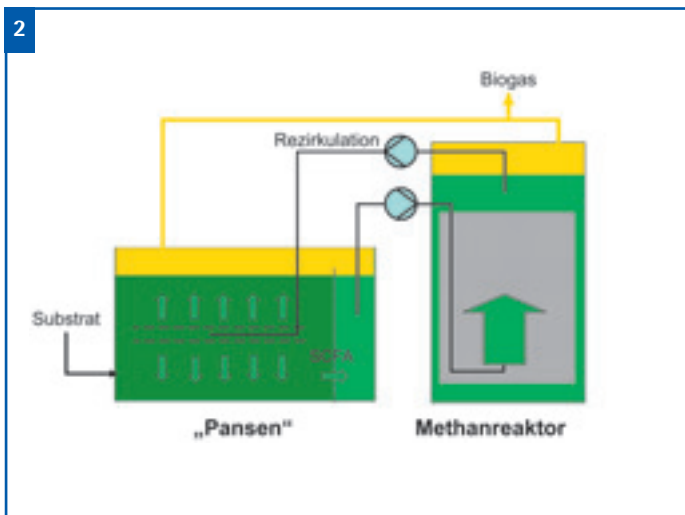 2
Biogas
Rezirkulation
Substrat
SCFA
„Pansen“
Methanreaktor